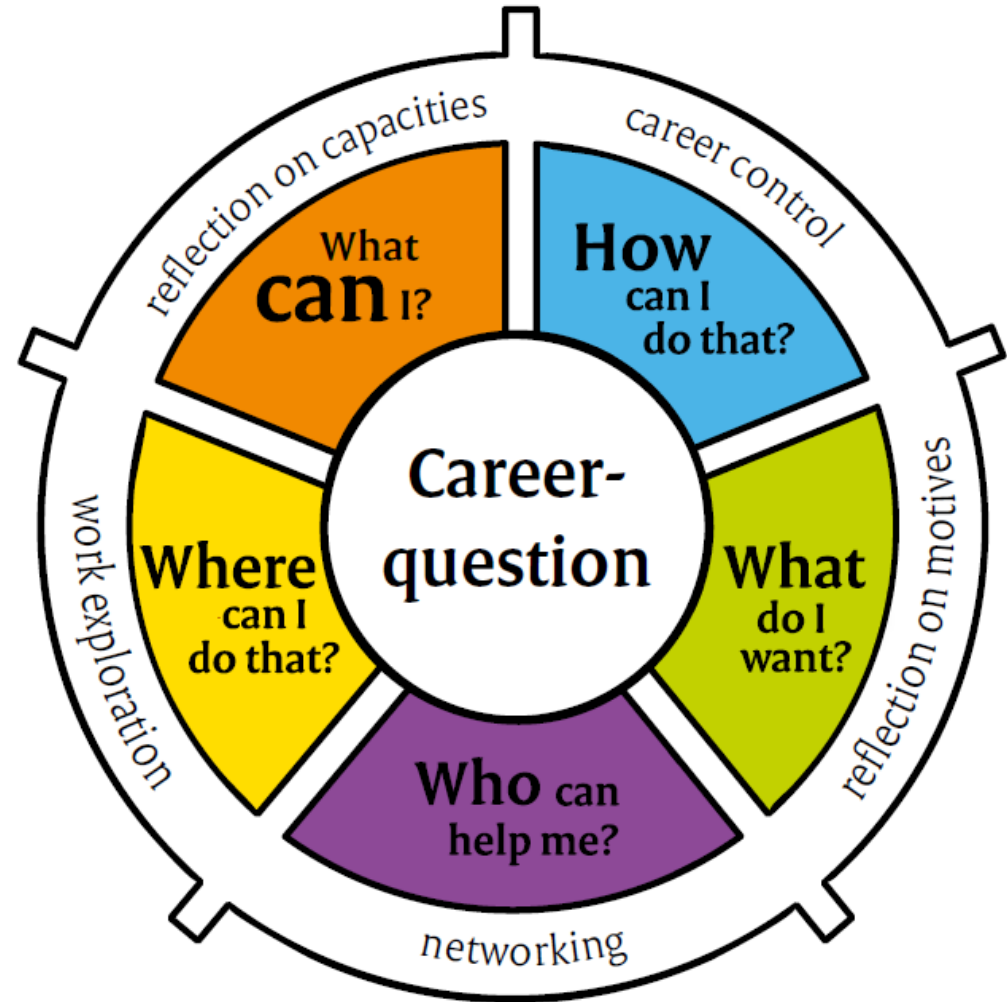 reflection on capacities
career control
What
can I?
How
can I
do that?
Career-
question
work exploration
Where
can I
do that?
What
do I
want?
reflection on motives
Who can
help me?
networking